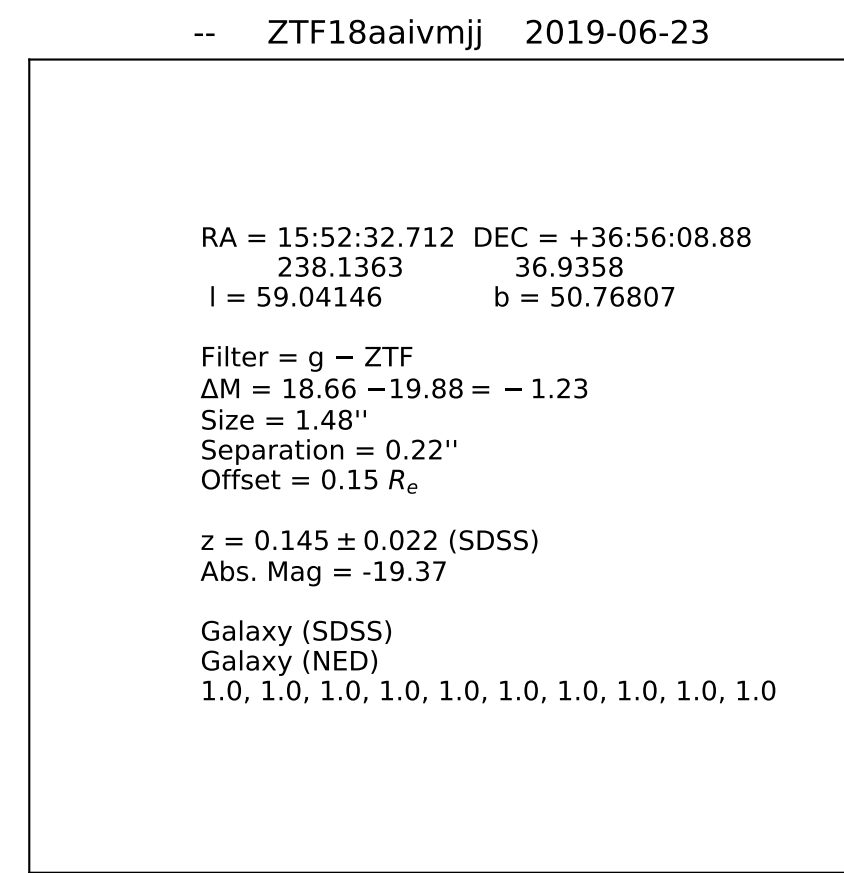 -- ZTF18aaivmjj 2019-06-23
RA = 15:52:32.712 DEC = +36:56:08.88
238.1363 36.9358
l = 59.04146 b = 50.76807
Filter = g − ZTF
ΔM = 18.66 −19.88 = − 1.23
Size = 1.48''
Separation = 0.22''
Offset = 0.15 Rₑ
z = 0.145 ± 0.022 (SDSS)
Abs. Mag = -19.37
Galaxy (SDSS)
Galaxy (NED)
1.0, 1.0, 1.0, 1.0, 1.0, 1.0, 1.0, 1.0, 1.0, 1.0